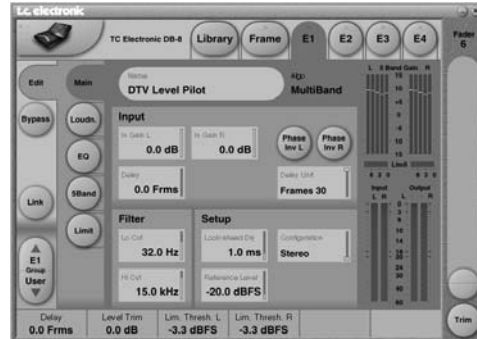 t.c. electronic
TC Electronic DB-8
Library
Frame
E1
E2
E3
E4
Fader
6
Edit
Main
Name
DTV Level Pilot
Algo
MultiBand
L 5 Band Gain R
Bypass
Loudn.
Input
In Gain L
0.0 dB
In Gain R
0.0 dB
Phase
Inv L
Phase
Inv R
EQ
Delay
0.0 Frms
Delay Unit
Frames 30
Limit
Input
Output
L R
L R
Link
5Band
Limit
Filter
Setup
Lo Cut
32.0 Hz
Look-Ahead Dly
1.0 ms
Configuration
Stereo
Hi Cut
15.0 kHz
Reference Level
-20.0 dBFS
E1
Group
User
Delay
0.0 Frms
Level Trim
0.0 dB
Lim. Thresh. L
-3.3 dBFS
Lim. Thresh. R
-3.3 dBFS
Trim